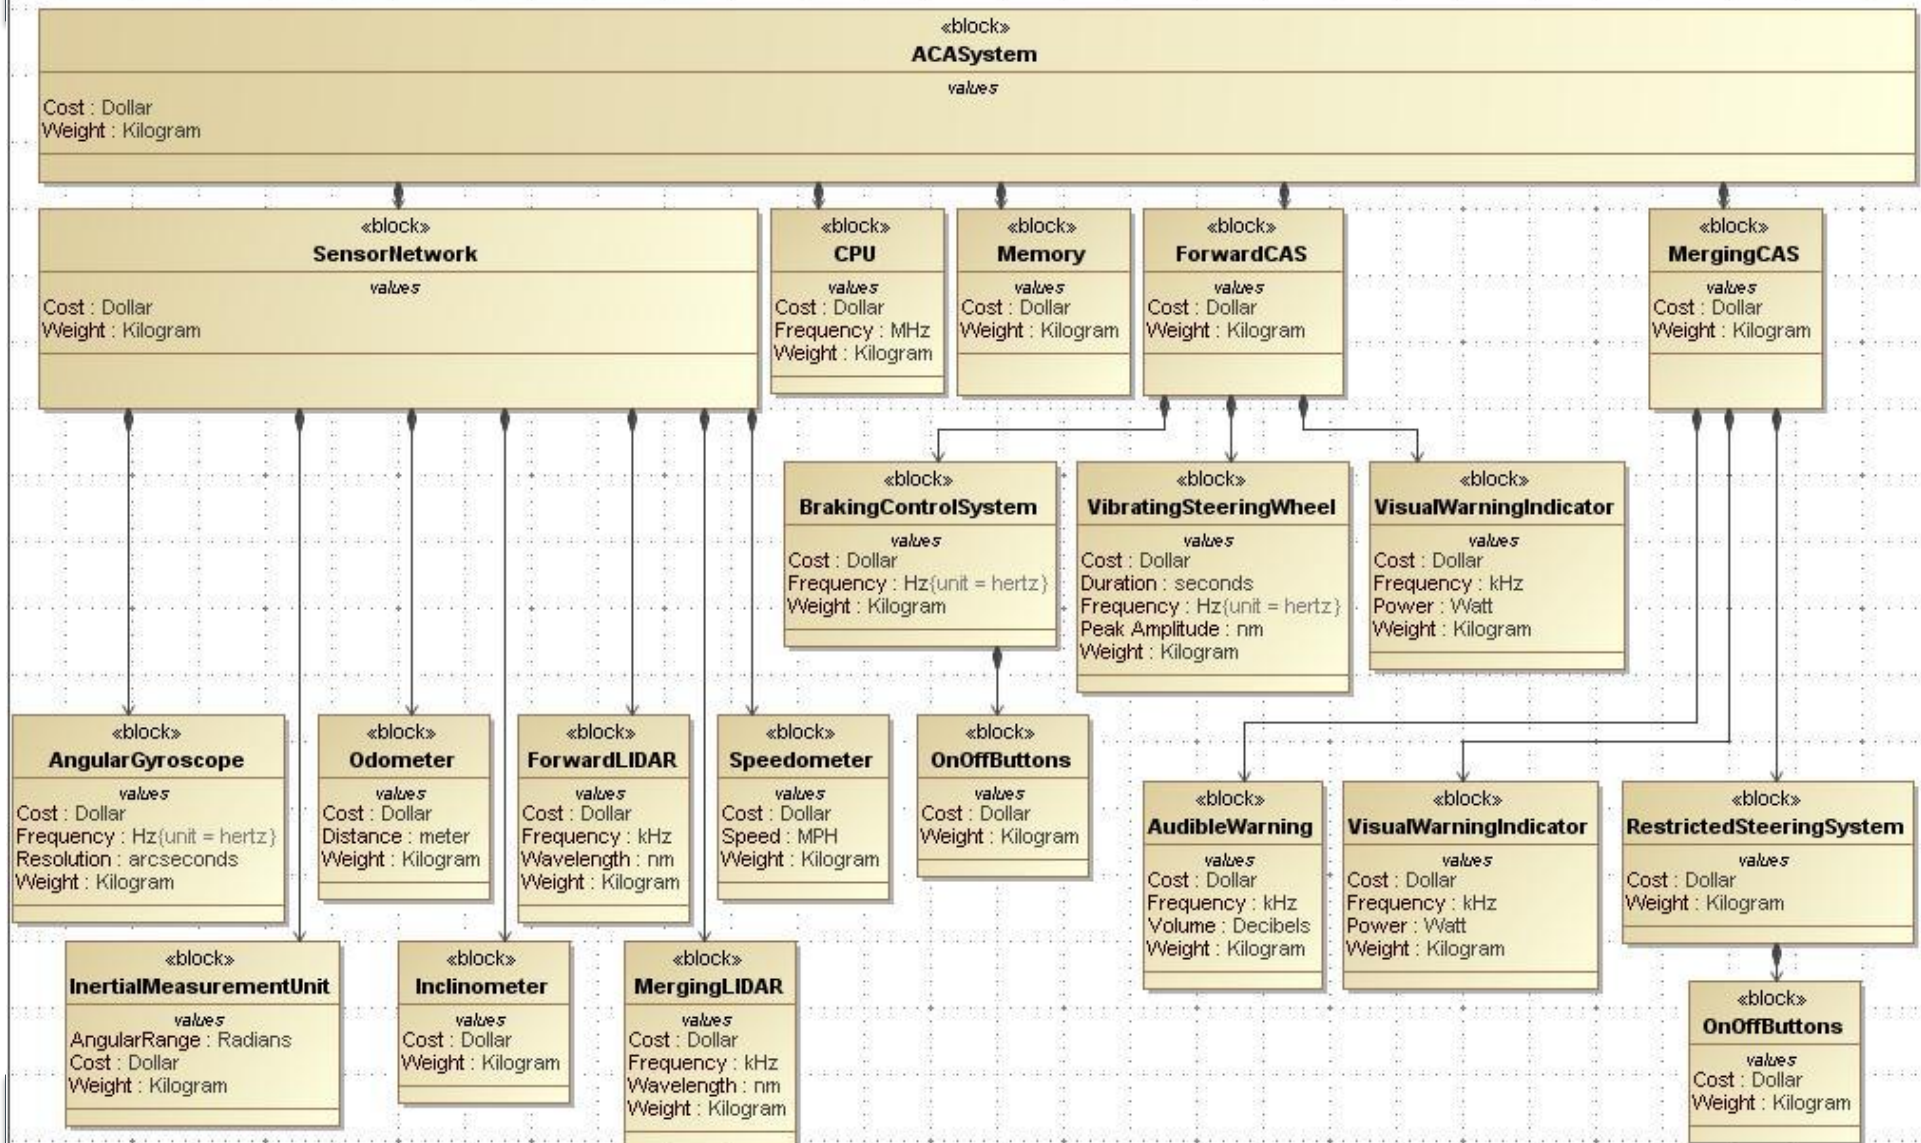 «block»
ACASystem
values
Cost : Dollar
Weight : Kilogram
«block»
SensorNetwork
values
Cost : Dollar
Weight : Kilogram
«block»
CPU
values
Cost : Dollar
Frequency : MHz
Weight : Kilogram
«block»
Memory
values
Cost : Dollar
Weight : Kilogram
«block»
ForwardCAS
values
Cost : Dollar
Weight : Kilogram
«block»
MergingCAS
values
Cost : Dollar
Weight : Kilogram
«block»
BrakingControlSystem
values
Cost : Dollar
Frequency : Hz{unit = hertz}
Weight : Kilogram
«block»
VibratingSteeringWheel
values
Cost : Dollar
Duration : seconds
Frequency : Hz{unit = hertz}
Peak Amplitude : nm
Weight : Kilogram
«block»
VisualWarningIndicator
values
Cost : Dollar
Frequency : kHz
Power : Watt
Weight : Kilogram
«block»
AngularGyroscope
values
Cost : Dollar
Frequency : Hz{unit = hertz}
Resolution : arcseconds
Weight : Kilogram
«block»
Odometer
values
Cost : Dollar
Distance : meter
Weight : Kilogram
«block»
ForwardLIDAR
values
Cost : Dollar
Frequency : kHz
Wavelength : nm
Weight : Kilogram
«block»
Speedometer
values
Cost : Dollar
Speed : MPH
Weight : Kilogram
«block»
OnOffButtons
values
Cost : Dollar
Weight : Kilogram
«block»
AudibleWarning
values
Cost : Dollar
Frequency : kHz
Volume : Decibels
Weight : Kilogram
«block»
VisualWarningIndicator
values
Cost : Dollar
Frequency : kHz
Power : Watt
Weight : Kilogram
«block»
RestrictedSteeringSystem
values
Cost : Dollar
Weight : Kilogram
«block»
InertialMeasurementUnit
values
AngularRange : Radians
Cost : Dollar
Weight : Kilogram
«block»
Inclinometer
values
Cost : Dollar
Weight : Kilogram
«block»
MergingLIDAR
values
Cost : Dollar
Frequency : kHz
Wavelength : nm
Weight : Kilogram
«block»
OnOffButtons
values
Cost : Dollar
Weight : Kilogram